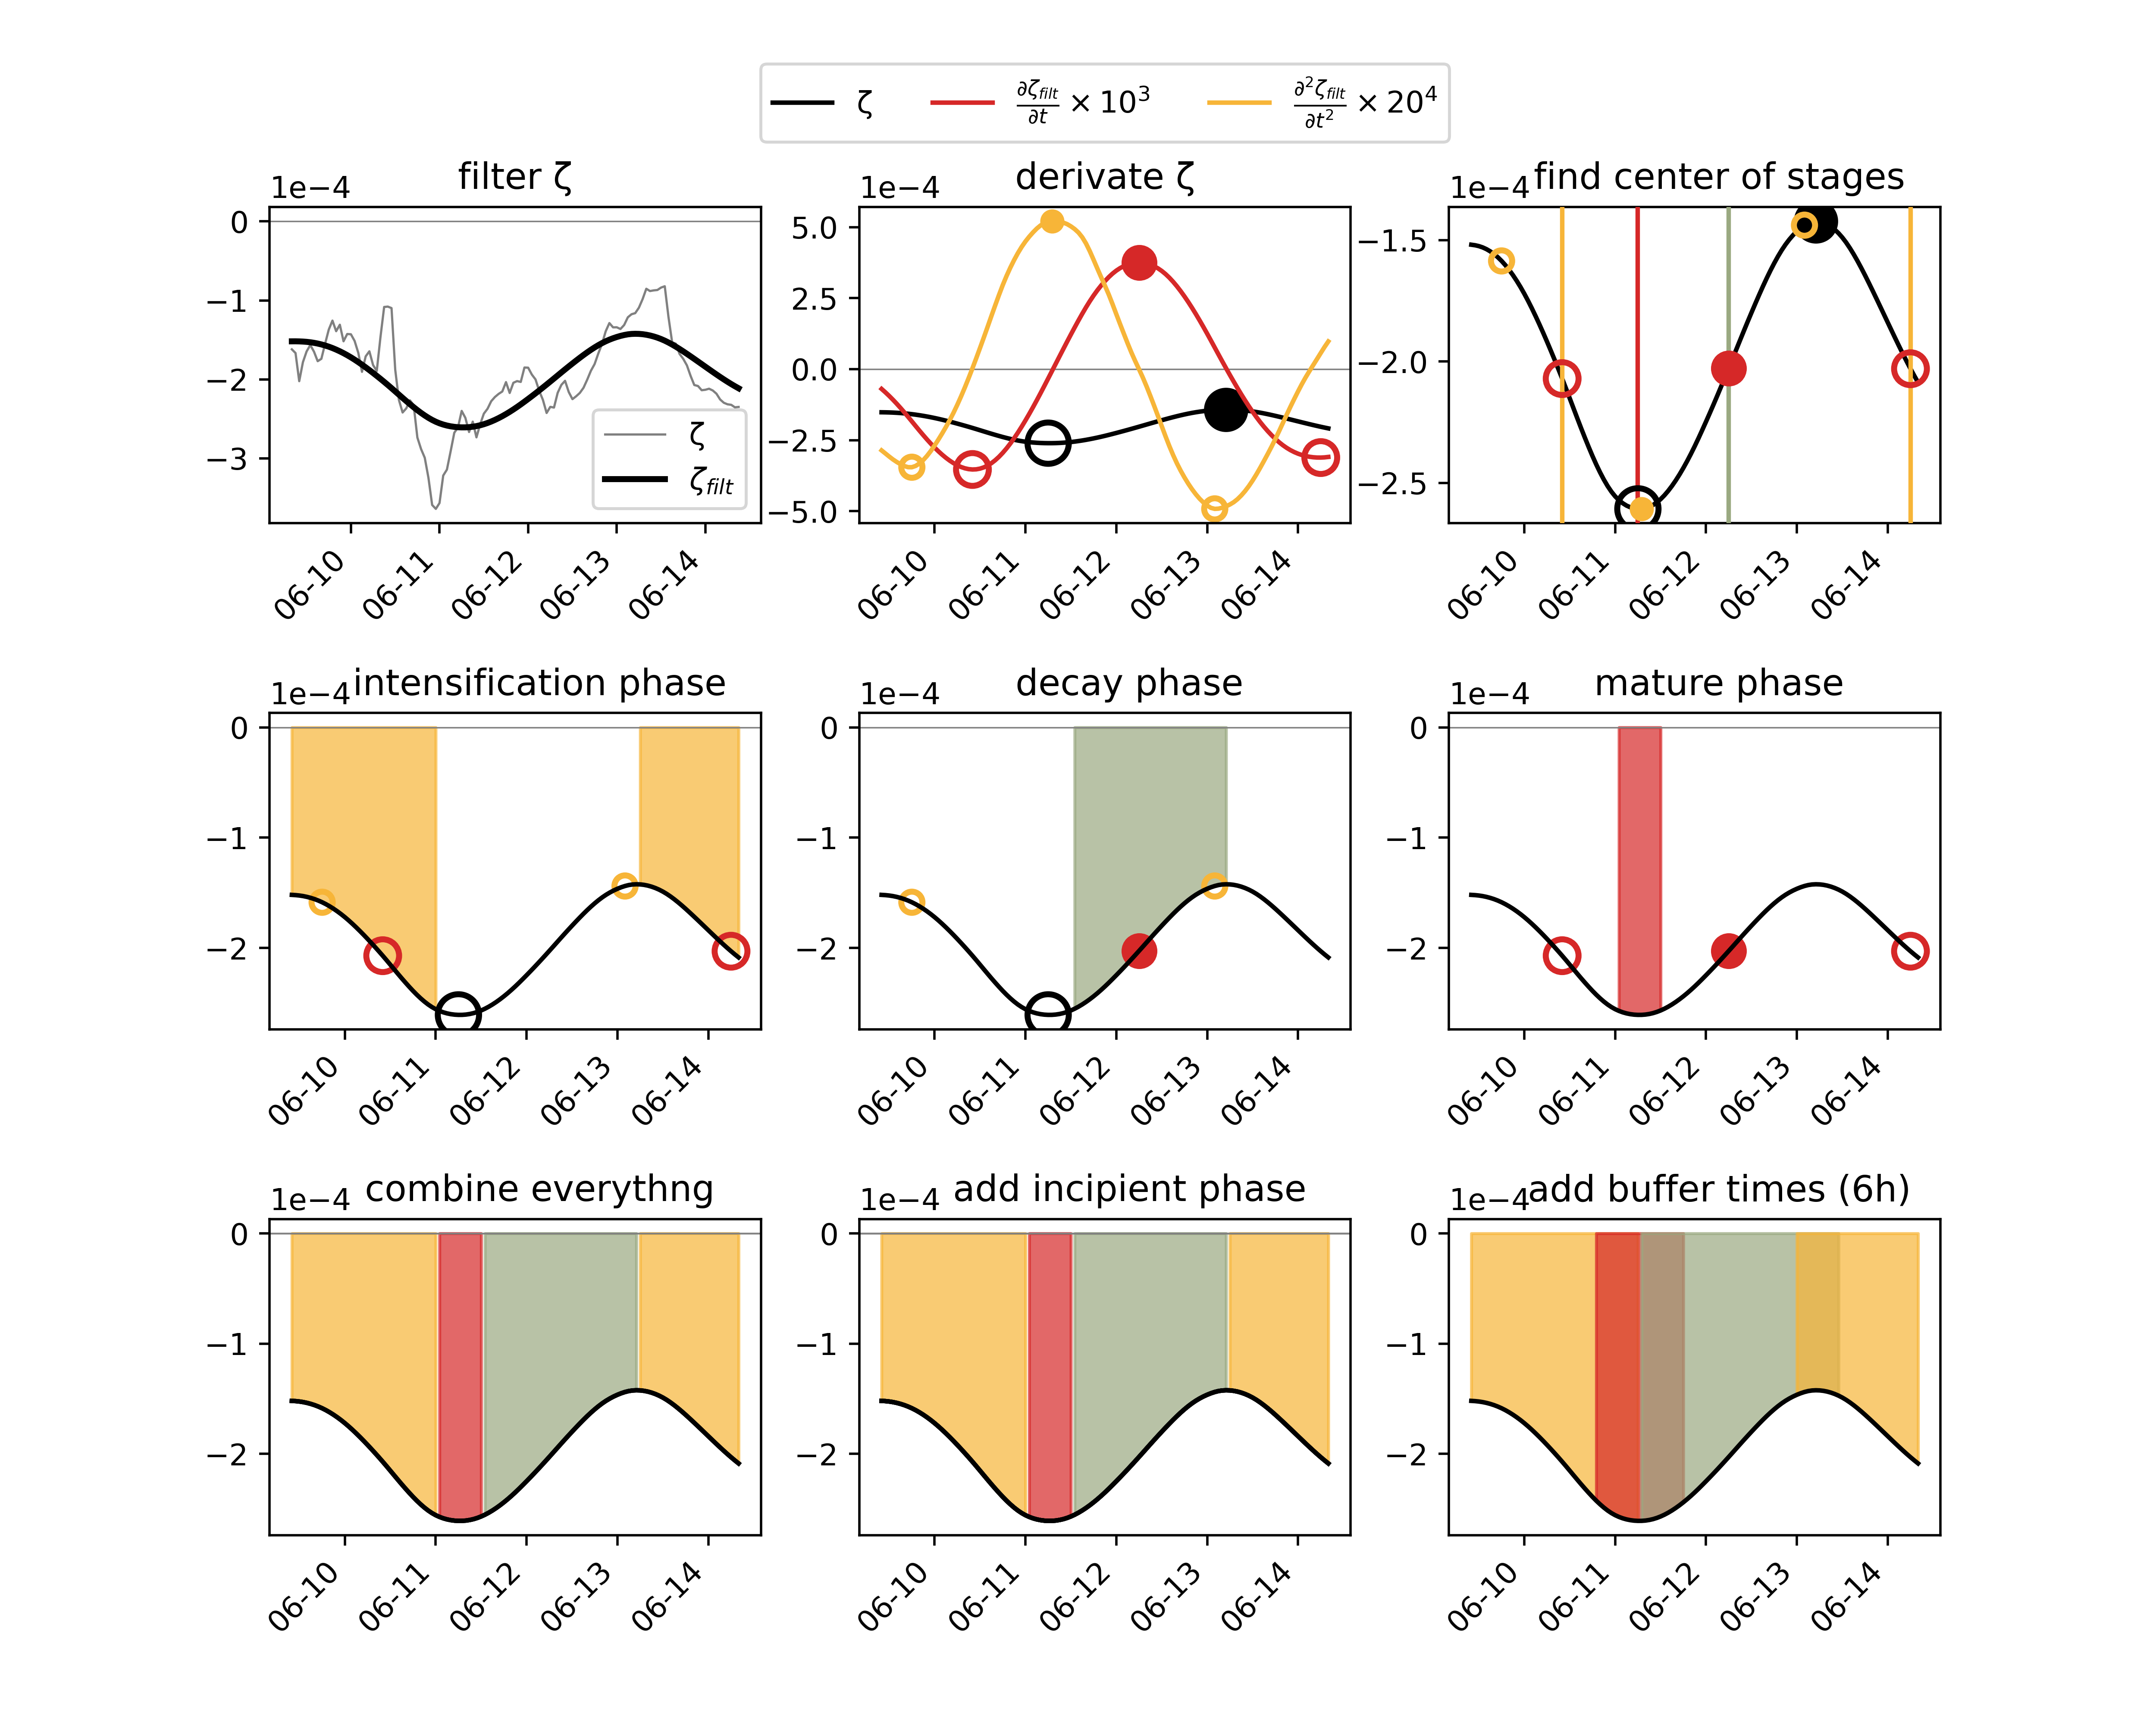 ζ ∂ζ_filt/∂t × 10³ ∂²ζ_filt/∂t² × 20⁴
filter ζ
1e−4
0
−1
−2
−3
ζ
ζ_filt
06-10 06-11 06-12 06-13 06-14
derivate ζ
1e−4
5.0
2.5
0.0
−2.5
−5.0
06-10 06-11 06-12 06-13 06-14
find center of stages
1e−4
−1.5
−2.0
−2.5
06-10 06-11 06-12 06-13 06-14
intensification phase
1e−4
0
−1
−2
06-10 06-11 06-12 06-13 06-14
decay phase
1e−4
0
−1
−2
06-10 06-11 06-12 06-13 06-14
mature phase
1e−4
0
−1
−2
06-10 06-11 06-12 06-13 06-14
combine everythng
1e−4
0
−1
−2
06-10 06-11 06-12 06-13 06-14
add incipient phase
1e−4
0
−1
−2
06-10 06-11 06-12 06-13 06-14
add buffer times (6h)
1e−4
0
−1
−2
06-10 06-11 06-12 06-13 06-14